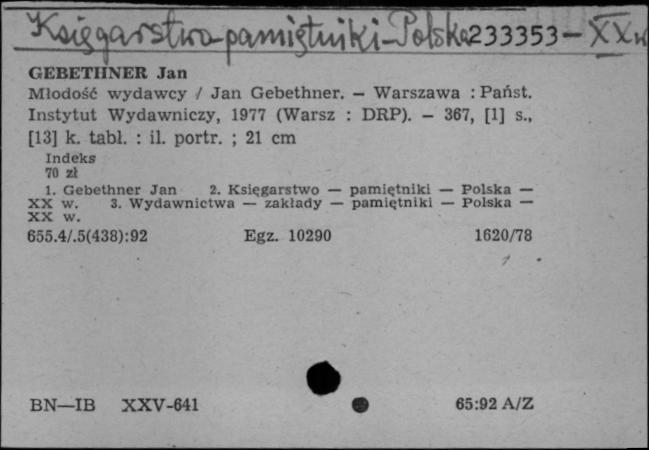 Księgarstwo-pamiętniki-Polska 233353 – XX w
GEBETHNER Jan
Młodość wydawcy / Jan Gebethner. — Warszawa : Państ.
Instytut Wydawniczy, 1977 (Warsz : DRP). — 367, [1] s.,
[13] k. tabl. : il. portr. ; 21 cm
Indeks
70 zł
1. Gebethner Jan 2. Księgarstwo — pamiętniki — Polska —
XX w. 3. Wydawnictwa — zakłady — pamiętniki — Polska —
XX w.
655.4/.5(438):92 Egz. 10290 1620/78
BN—IB XXV-641 65:92 A/Z